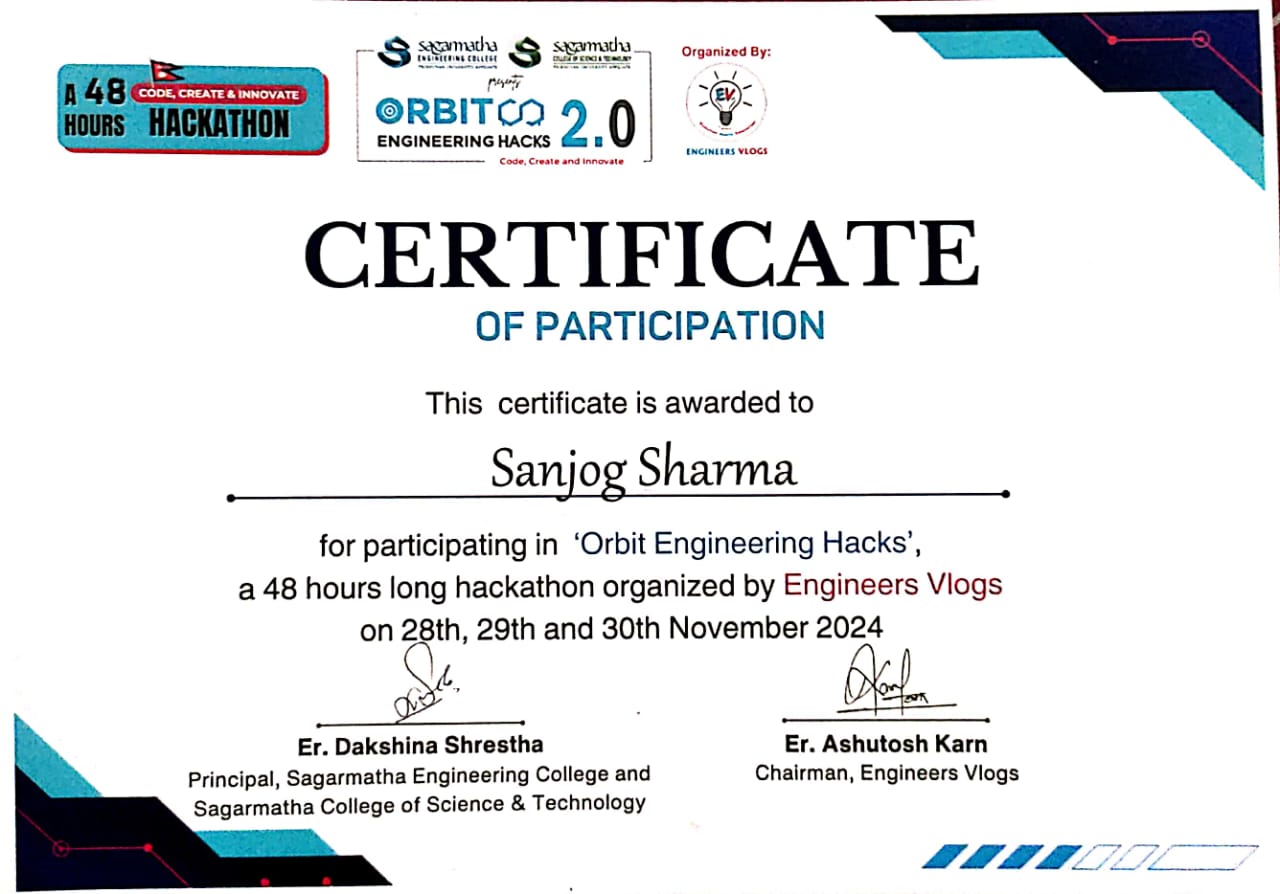 A 48 HOURS
CODE, CREATE & INNOVATE
HACKATHON
sagarmatha
ENGINEERING COLLEGE
sagarmatha
COLLEGE OF SCIENCE & TECHNOLOGY
presents
ORBIT
ENGINEERING HACKS 2.0
Code, Create and Innovate
Organized By:
EV
ENGINEERS VLOGS
CERTIFICATE
OF PARTICIPATION
This certificate is awarded to
Sanjog Sharma
for participating in ‘Orbit Engineering Hacks’,
a 48 hours long hackathon organized by Engineers Vlogs
on 28th, 29th and 30th November 2024
Er. Dakshina Shrestha
Principal, Sagarmatha Engineering College and
Sagarmatha College of Science & Technology
Er. Ashutosh Karn
Chairman, Engineers Vlogs